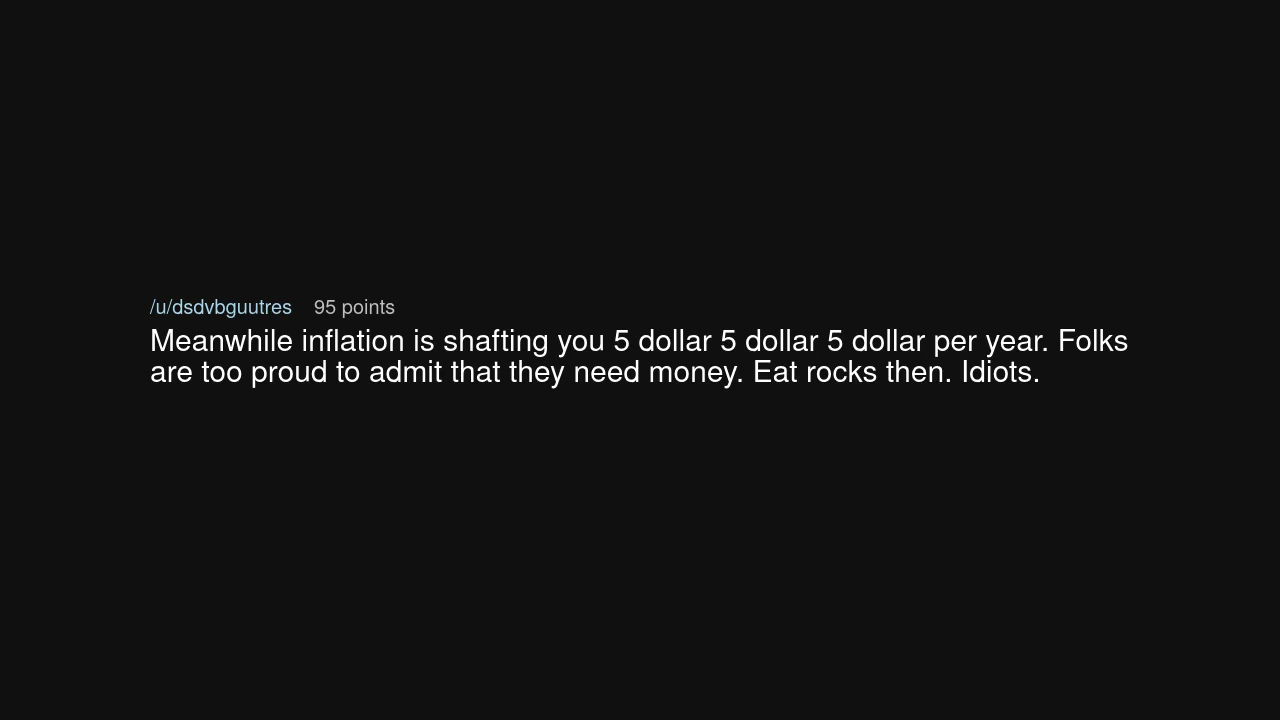 /u/dsdvbguutres 95 points
Meanwhile inflation is shafting you 5 dollar 5 dollar 5 dollar per year. Folks
are too proud to admit that they need money. Eat rocks then. Idiots.